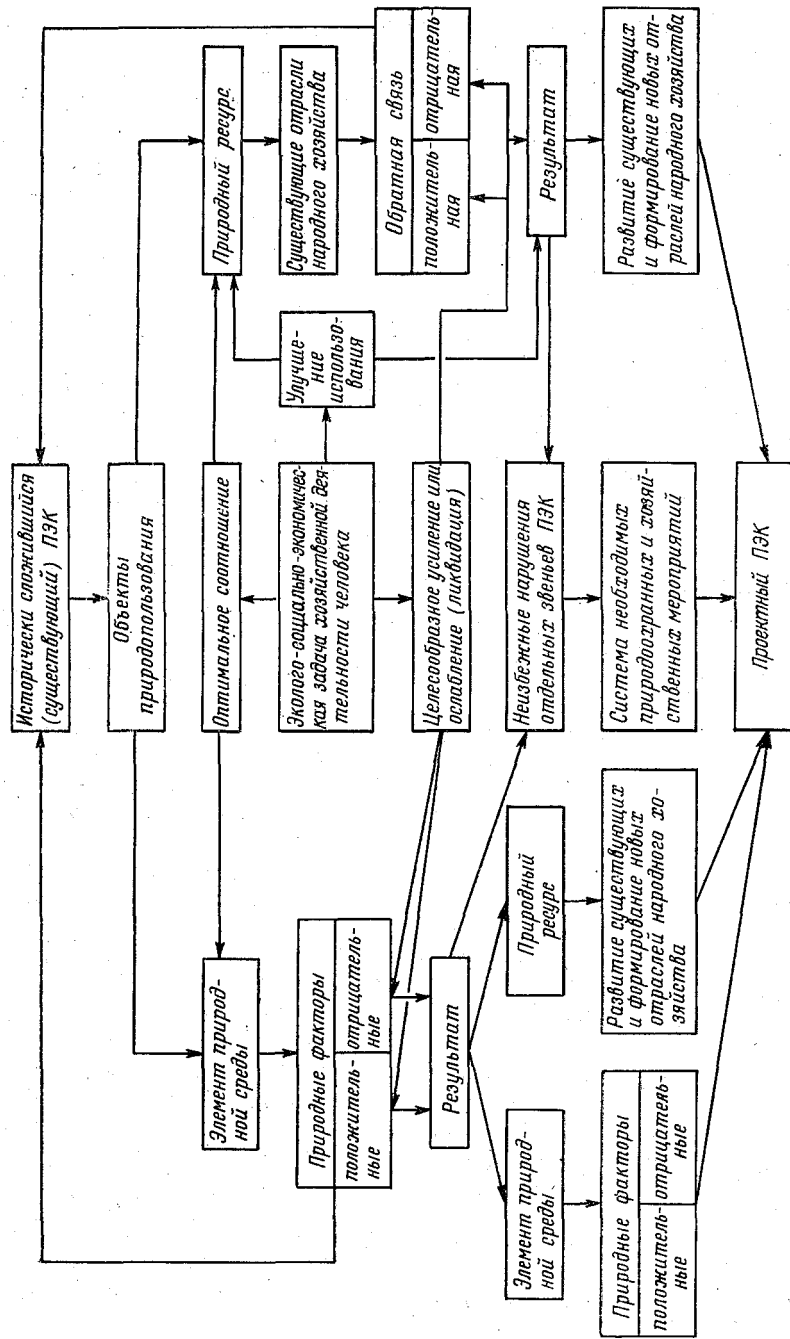 Исторически сложившийся
(существующий) ПЭК
Объекты
природопользования
Оптимальное соотношение
Элемент природ-
ной среды
Природный ресурс
Эколого-социально-экономичес-
кая задача хозяйственной дея-
тельности человека
Улучше-
ние
использо-
вания
Существующие отрасли
народного хозяйства
Природные факторы
положитель-
ные
отрицатель-
ные
Целесообразное усиление или
ослабление (ликвидация)
Обратная связь
положитель-
ная
отрицатель-
ная
Результат
Неизбежные нарушения
отдельных звеньев ПЭК
Результат
Элемент природ-
ной среды
Природный
ресурс
Система необходимых
природоохранных и хозяй-
ственных мероприятий
Развитие существующих
и формирование новых от-
раслей народного хозяйства
Природные факторы
положитель-
ные
отрицатель-
ные
Развитие существующих
и формирование новых
отраслей народного хо-
зяйства
Проектный ПЭК